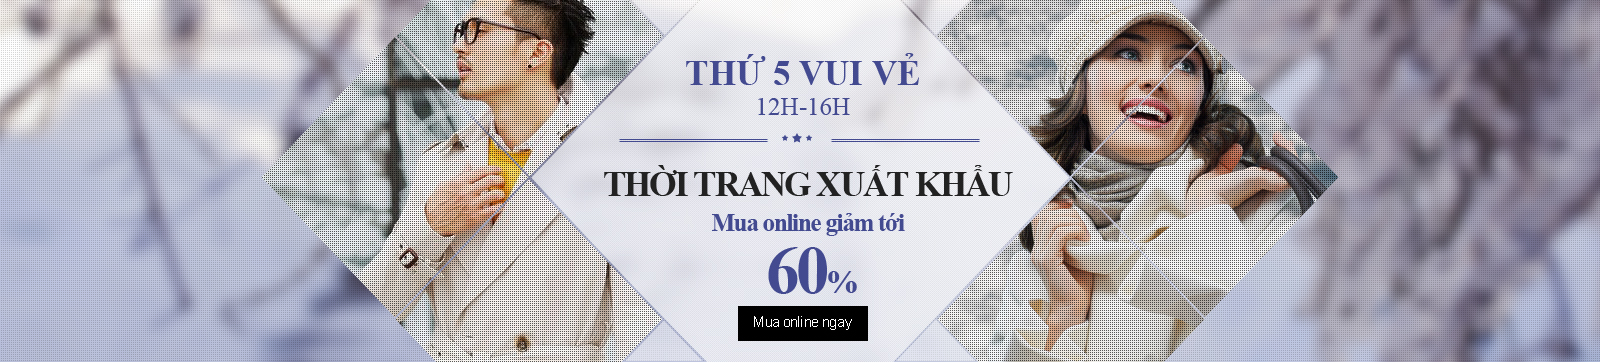 THỨ 5 VUI VẺ
12H-16H
THỜI TRANG XUẤT KHẨU
Mua online giảm tới
60%
Mua online ngay